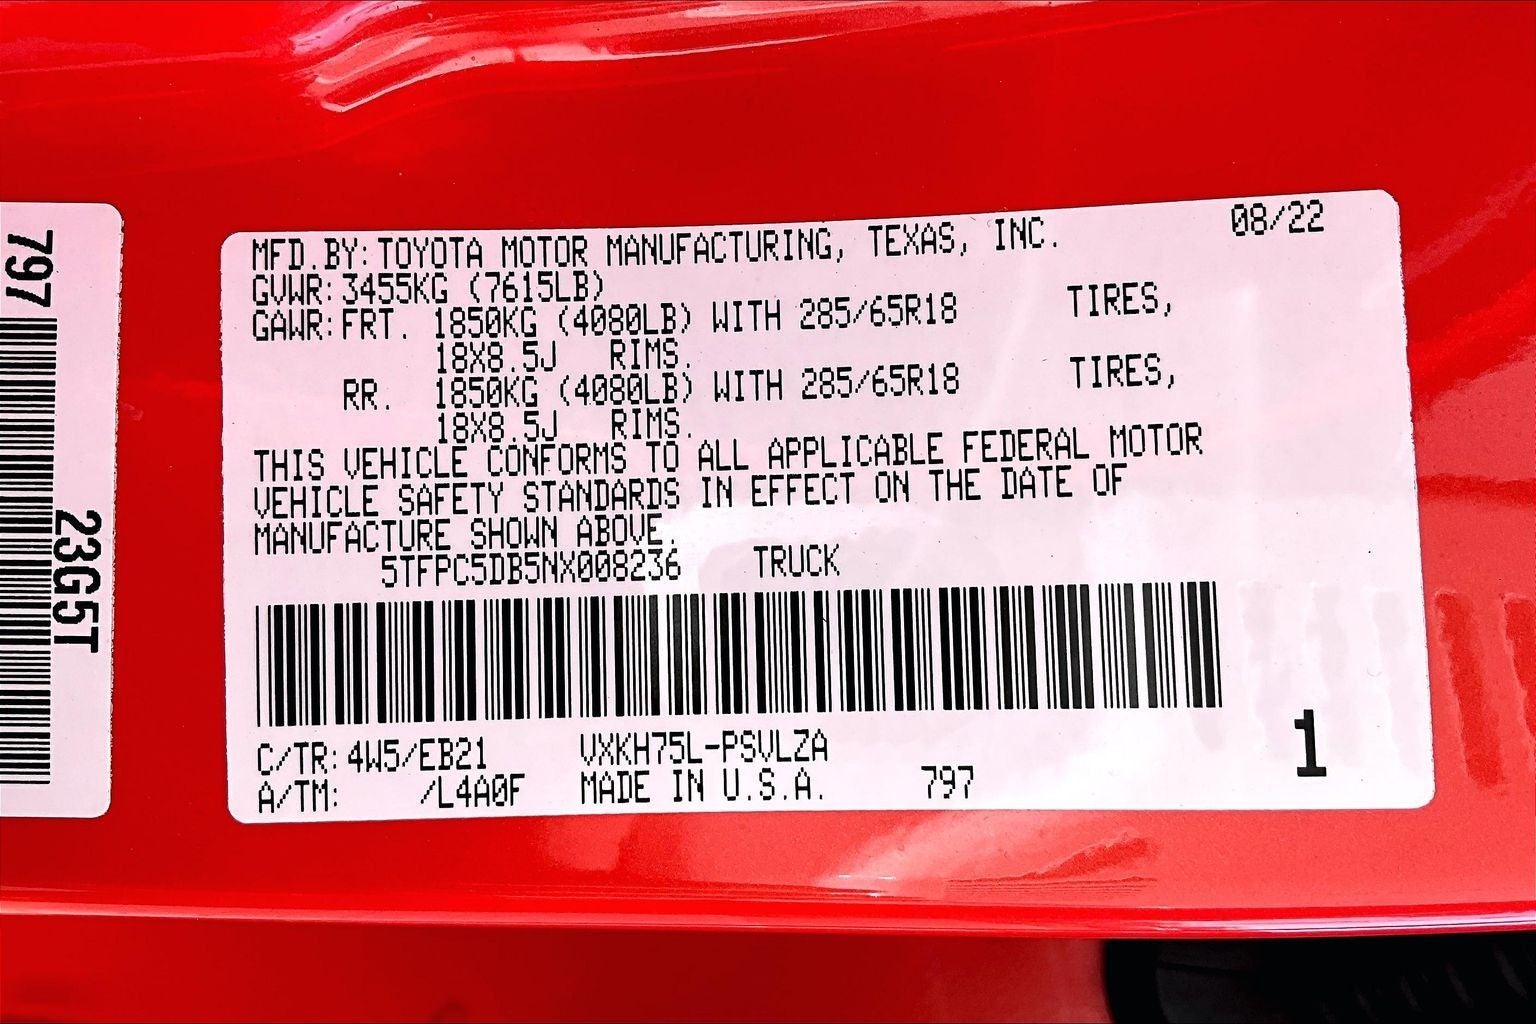 797
23G5T
MFD.BY:TOYOTA MOTOR MANUFACTURING, TEXAS, INC. 08/22
GVWR:3455KG (7615LB)
GAWR:FRT. 1850KG (4080LB) WITH 285/65R18 TIRES,
18X8.5J RIMS.
RR. 1850KG (4080LB) WITH 285/65R18 TIRES,
18X8.5J RIMS.
THIS VEHICLE CONFORMS TO ALL APPLICABLE FEDERAL MOTOR
VEHICLE SAFETY STANDARDS IN EFFECT ON THE DATE OF
MANUFACTURE SHOWN ABOVE.
5TFPC5DB5NX008236 TRUCK
C/TR:4W5/EB21 VXKH75L-PSVLZA
A/TM: /L4A0F MADE IN U.S.A. 797
1